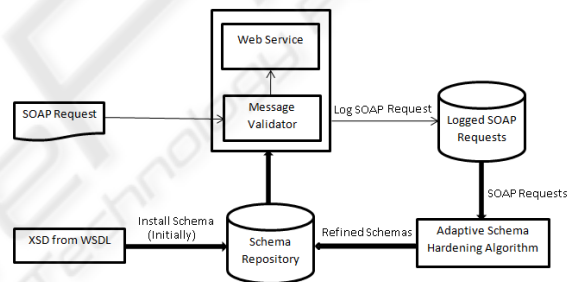 Web Service
SOAP Request
Message
Validator
Log SOAP Request
Logged SOAP
Requests
SOAP Requests
XSD from WSDL
Install Schema
(Initially)
Schema
Repository
Refined Schemas
Adaptive Schema
Hardening Algorithm